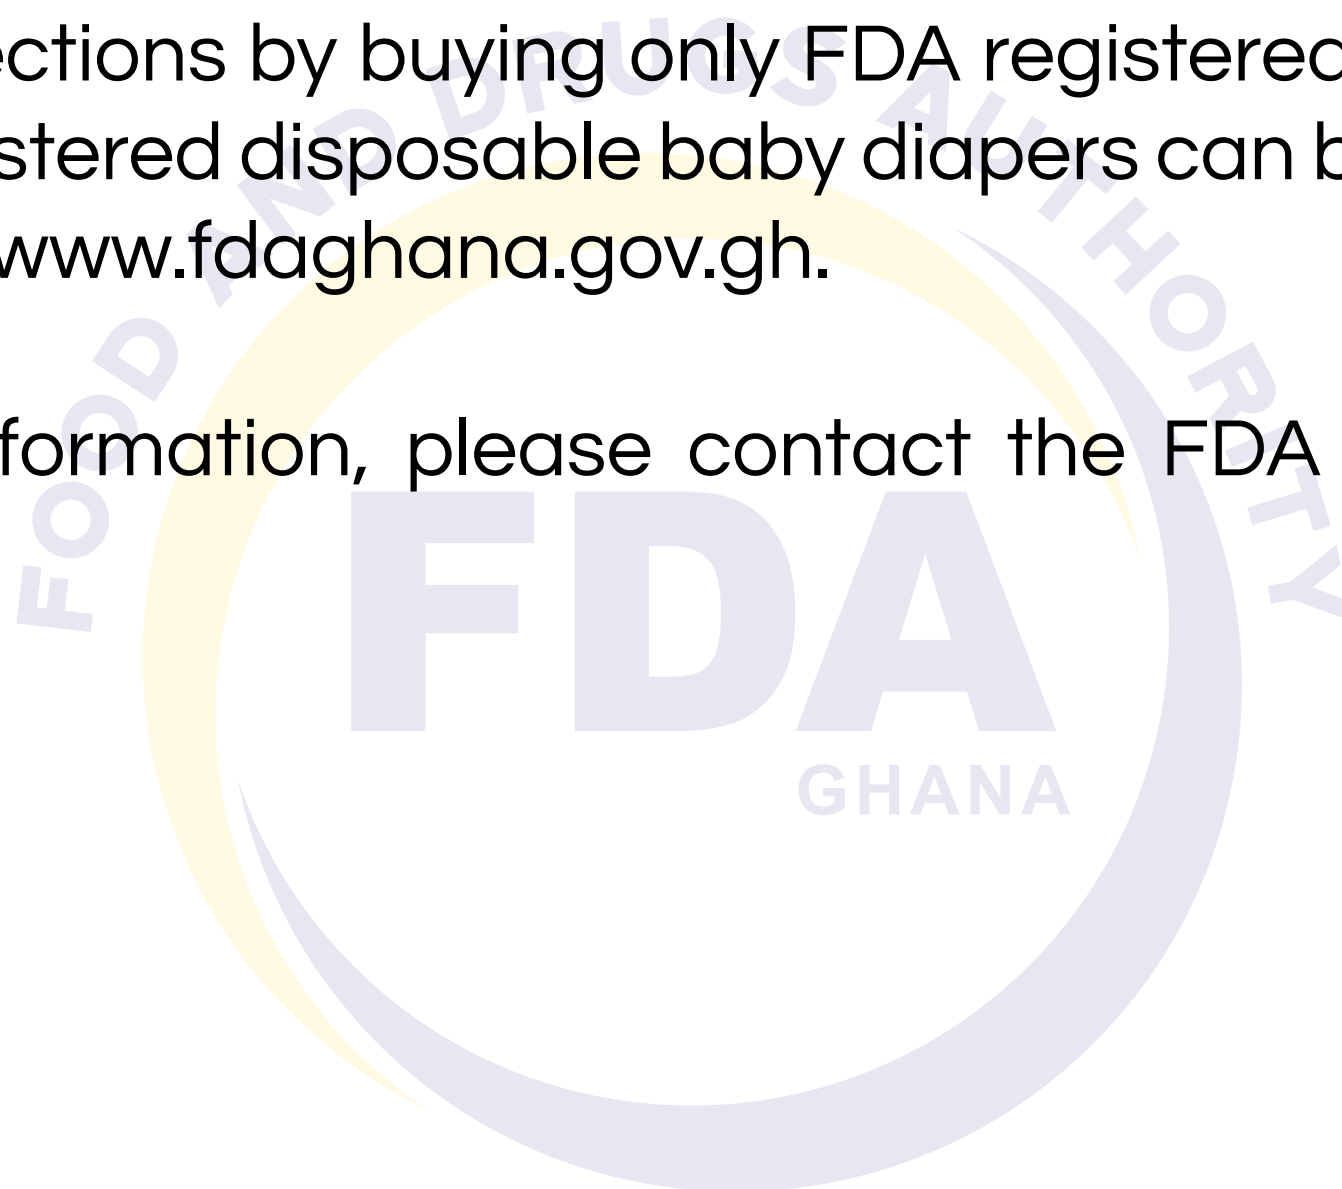 ections by buying only FDA registered
stered disposable baby diapers can b
www.fdaghana.gov.gh.
formation, please contact the FDA
FOOD AND DRUGS AUTHORITY
FDA
GHANA